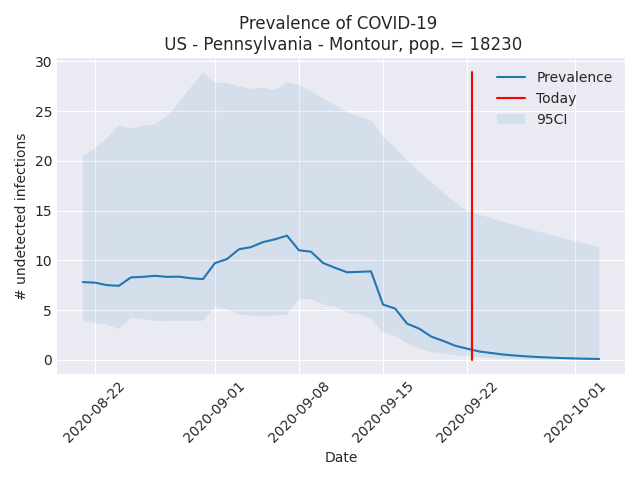 Prevalence of COVID-19
US - Pennsylvania - Montour, pop. = 18230
30
25
20
15
10
5
0
# undetected infections
Prevalence
Today
95CI
2020-08-22
2020-09-01
2020-09-08
2020-09-15
2020-09-22
2020-10-01
Date